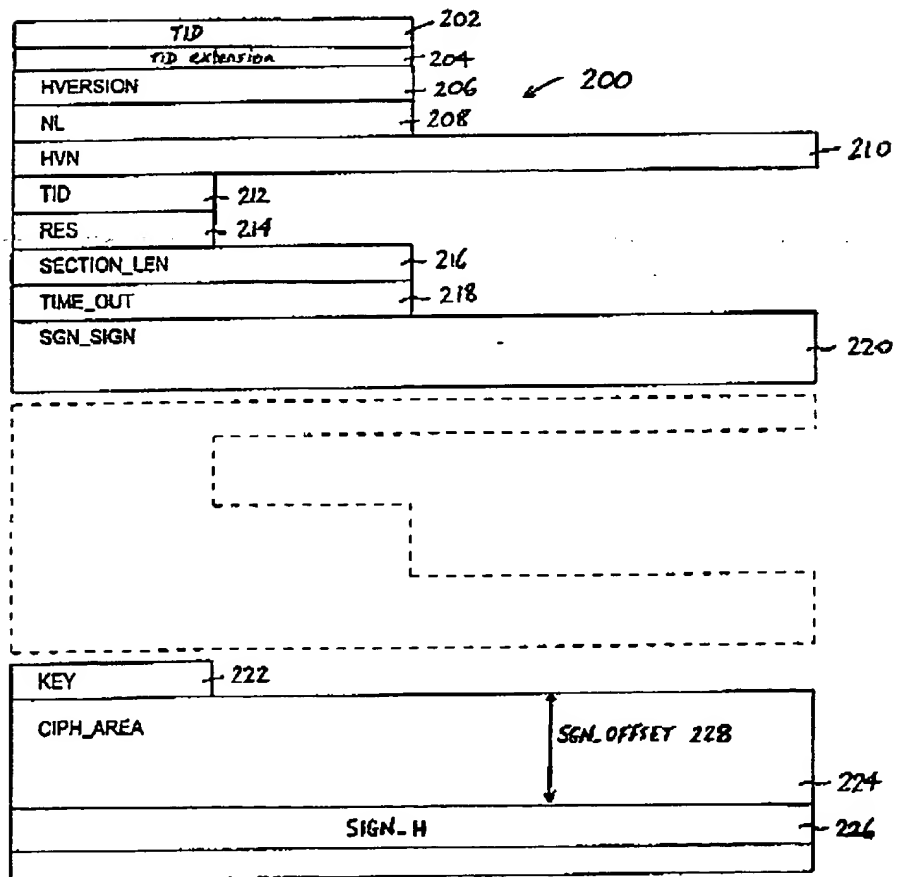 TID 202
TID extension 204
HVERSION 206 200
NL 208
HVN 210
TID 212
RES 214
SECTION_LEN 216
TIME_OUT 218
SGN_SIGN 220
KEY 222
CIPH_AREA SGN_OFFSET 228
224
SIGN_H 226